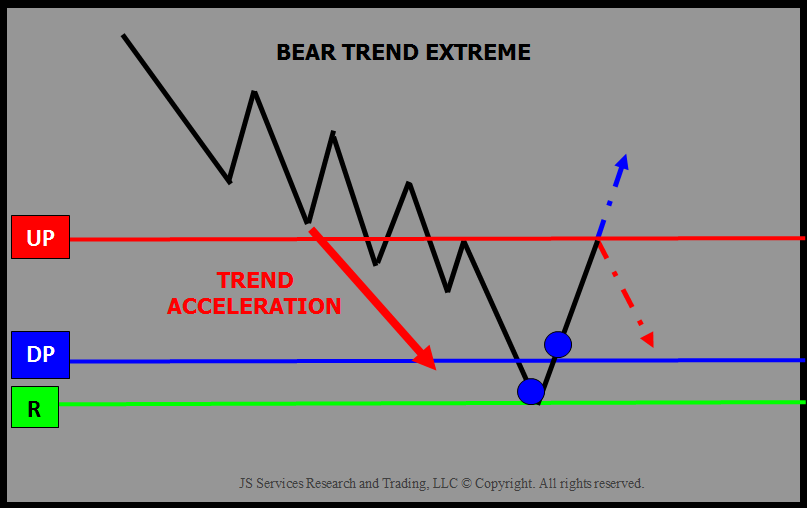 BEAR TREND EXTREME
UP
TREND
ACCELERATION
DP
R
JS Services Research and Trading, LLC © Copyright. All rights reserved.